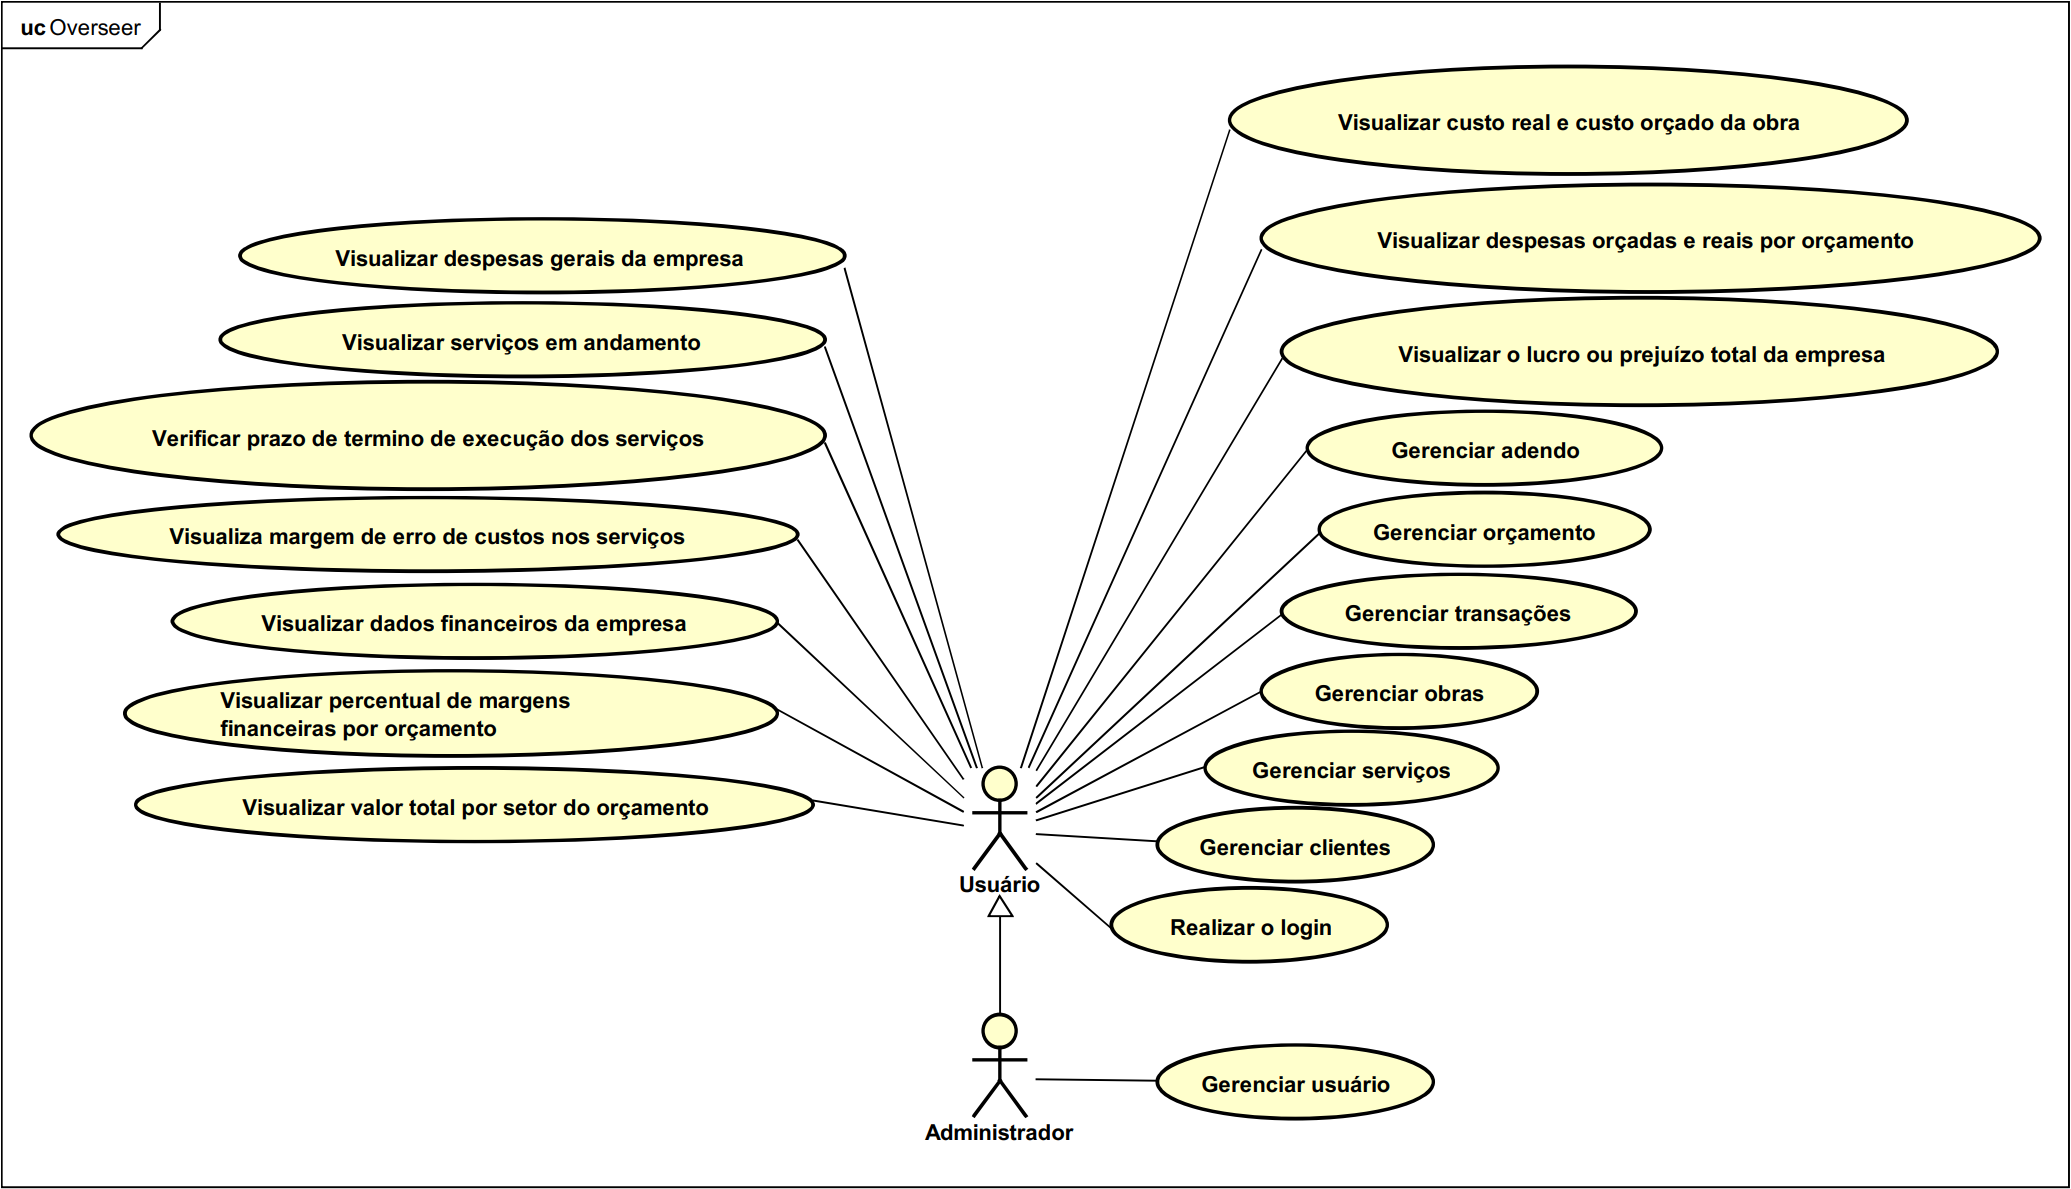 uc Overseer
Visualizar custo real e custo orçado da obra
Visualizar despesas orçadas e reais por orçamento
Visualizar despesas gerais da empresa
Visualizar serviços em andamento
Visualizar o lucro ou prejuízo total da empresa
Verificar prazo de termino de execução dos serviços
Gerenciar adendo
Visualiza margem de erro de custos nos serviços
Gerenciar orçamento
Visualizar dados financeiros da empresa
Gerenciar transações
Visualizar percentual de margens
financeiras por orçamento
Gerenciar obras
Gerenciar serviços
Visualizar valor total por setor do orçamento
Gerenciar clientes
Usuário
Realizar o login
Gerenciar usuário
Administrador